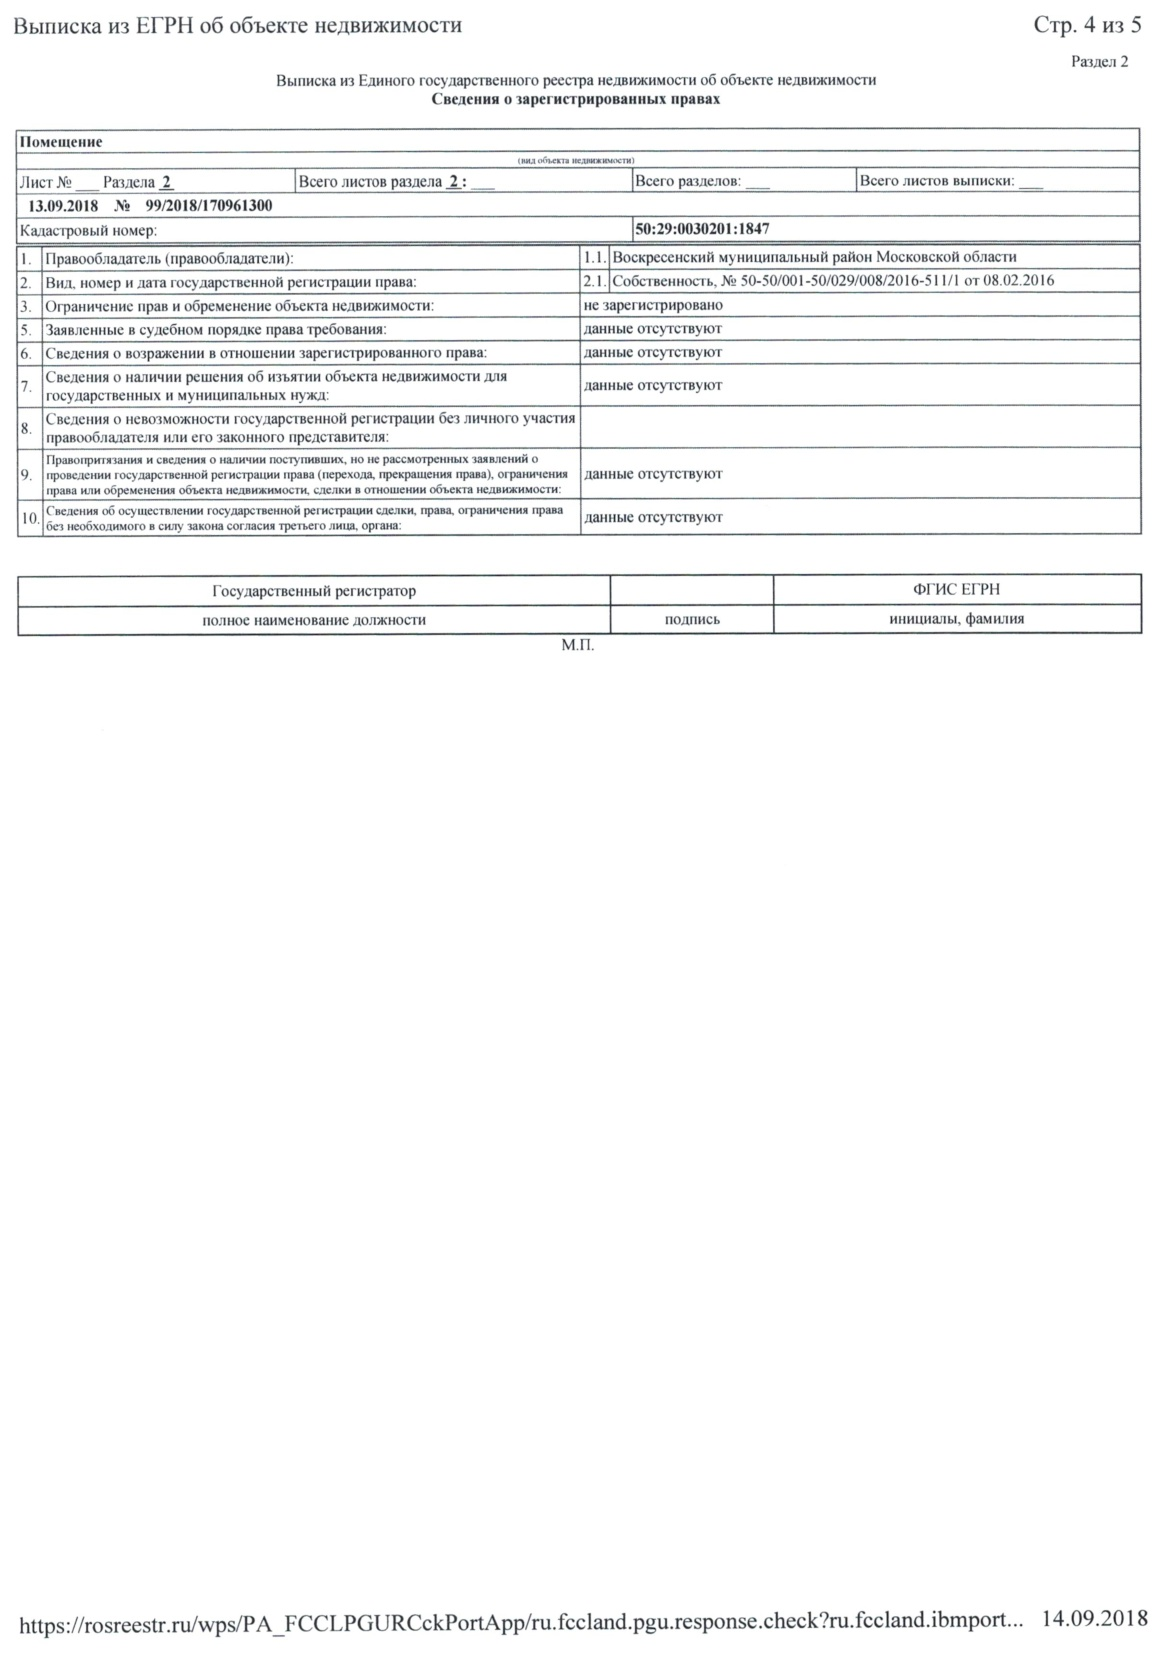 Выписка из ЕГРН об объекте недвижимости Стр. 4 из 5
Раздел 2
Выписка из Единого государственного реестра недвижимости об объекте недвижимости
Сведения о зарегистрированных правах
Помещение
(вид объекта недвижимости)
Лист № ___ Раздела 2 Всего листов раздела 2 : ___ Всего разделов: ___ Всего листов выписки: ___
13.09.2018 № 99/2018/170961300
Кадастровый номер: 50:29:0030201:1847
1. Правообладатель (правообладатели): 1.1. Воскресенский муниципальный район Московской области
2. Вид, номер и дата государственной регистрации права: 2.1. Собственность, № 50-50/001-50/029/008/2016-511/1 от 08.02.2016
3. Ограничение прав и обременение объекта недвижимости: не зарегистрировано
5. Заявленные в судебном порядке права требования: данные отсутствуют
6. Сведения о возражении в отношении зарегистрированного права: данные отсутствуют
7. Сведения о наличии решения об изъятии объекта недвижимости для
государственных и муниципальных нужд: данные отсутствуют
8. Сведения о невозможности государственной регистрации без личного участия
правообладателя или его законного представителя:
9. Правопритязания и сведения о наличии поступивших, но не рассмотренных заявлений о
проведении государственной регистрации права (перехода, прекращения права), ограничения
права или обременения объекта недвижимости, сделки в отношении объекта недвижимости: данные отсутствуют
10. Сведения об осуществлении государственной регистрации сделки, права, ограничения права
без необходимого в силу закона согласия третьего лица, органа: данные отсутствуют
Государственный регистратор ФГИС ЕГРН
полное наименование должности подпись инициалы, фамилия
М.П.
https://rosreestr.ru/wps/PA_FCCLPGURCckPortApp/ru.fccland.pgu.response.check?ru.fccland.ibmport... 14.09.2018